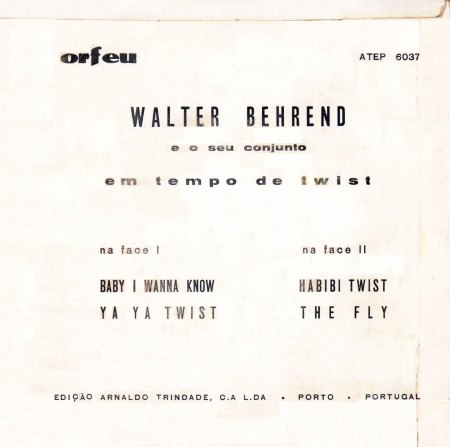 orfeu
ATEP 6037
WALTER BEHREND
e o seu conjunto
em tempo de twist
na face I
BABY I WANNA KNOW
YA YA TWIST
na face II
HABIBI TWIST
THE FLY
EDIÇÃO ARNALDO TRINDADE, C.A L.DA • PORTO • PORTUGAL